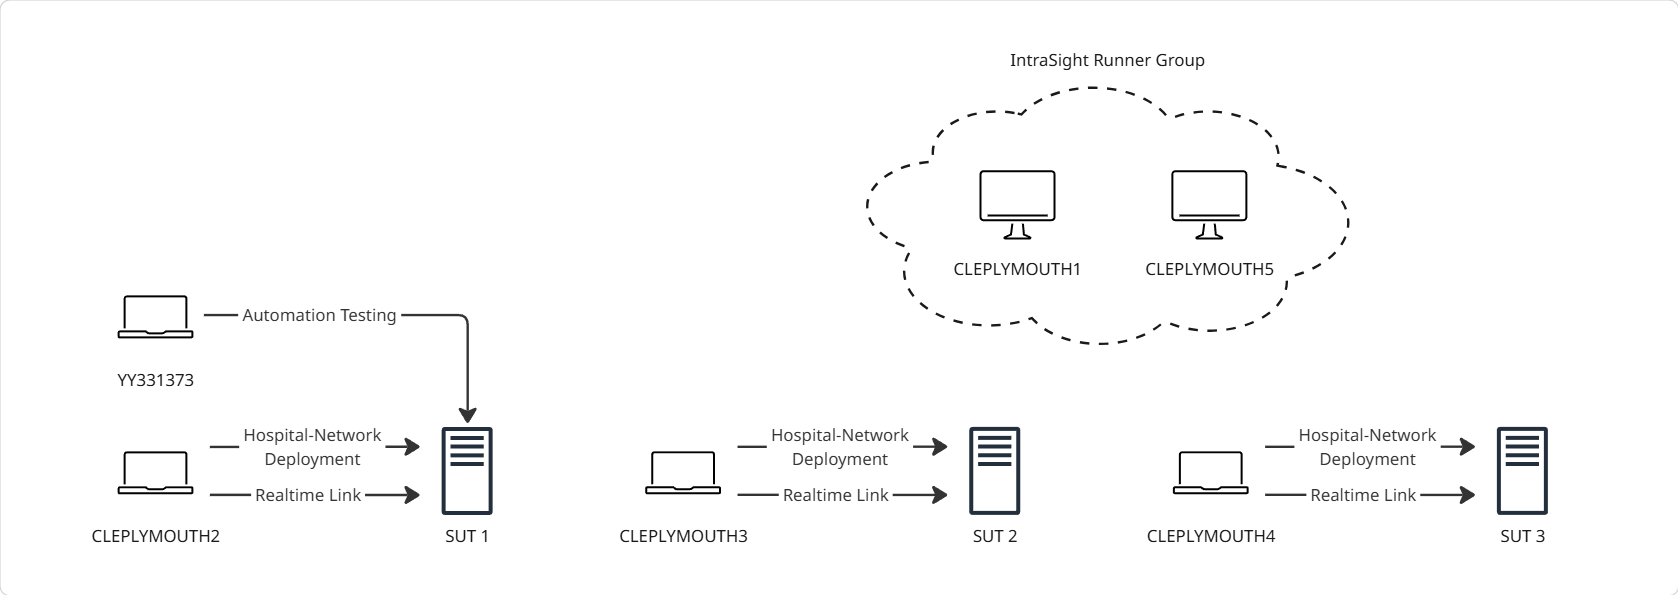 IntraSight Runner Group
CLEPLYMOUTH1
CLEPLYMOUTH5
Automation Testing
YY331373
Hospital-Network
Deployment
Realtime Link
CLEPLYMOUTH2
SUT 1
Hospital-Network
Deployment
Realtime Link
CLEPLYMOUTH3
SUT 2
Hospital-Network
Deployment
Realtime Link
CLEPLYMOUTH4
SUT 3